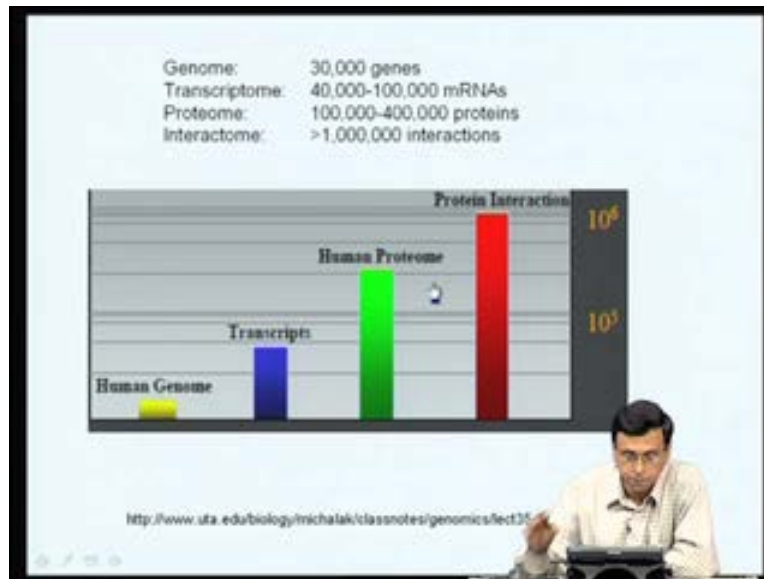 Genome: 30,000 genes
Transcriptome: 40,000-100,000 mRNAs
Proteome: 100,000-400,000 proteins
Interactome: >1,000,000 interactions
Protein Interaction
10⁶
Human Proteome
10⁵
Transcripts
Human Genome
http://www.uta.edu/biology/michalak/classnotes/genomics/lect35